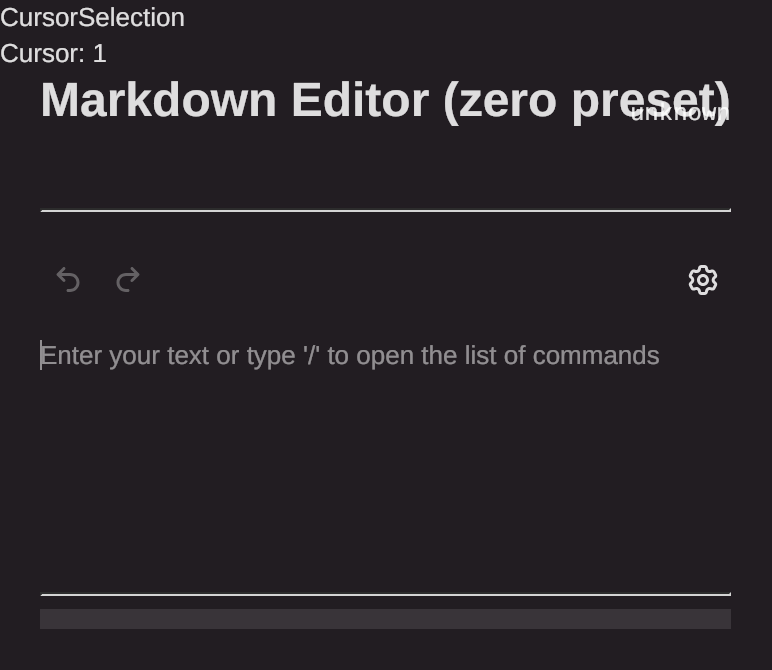 CursorSelection
Cursor: 1
Markdown Editor (zero preset)
unknown
Enter your text or type '/' to open the list of commands